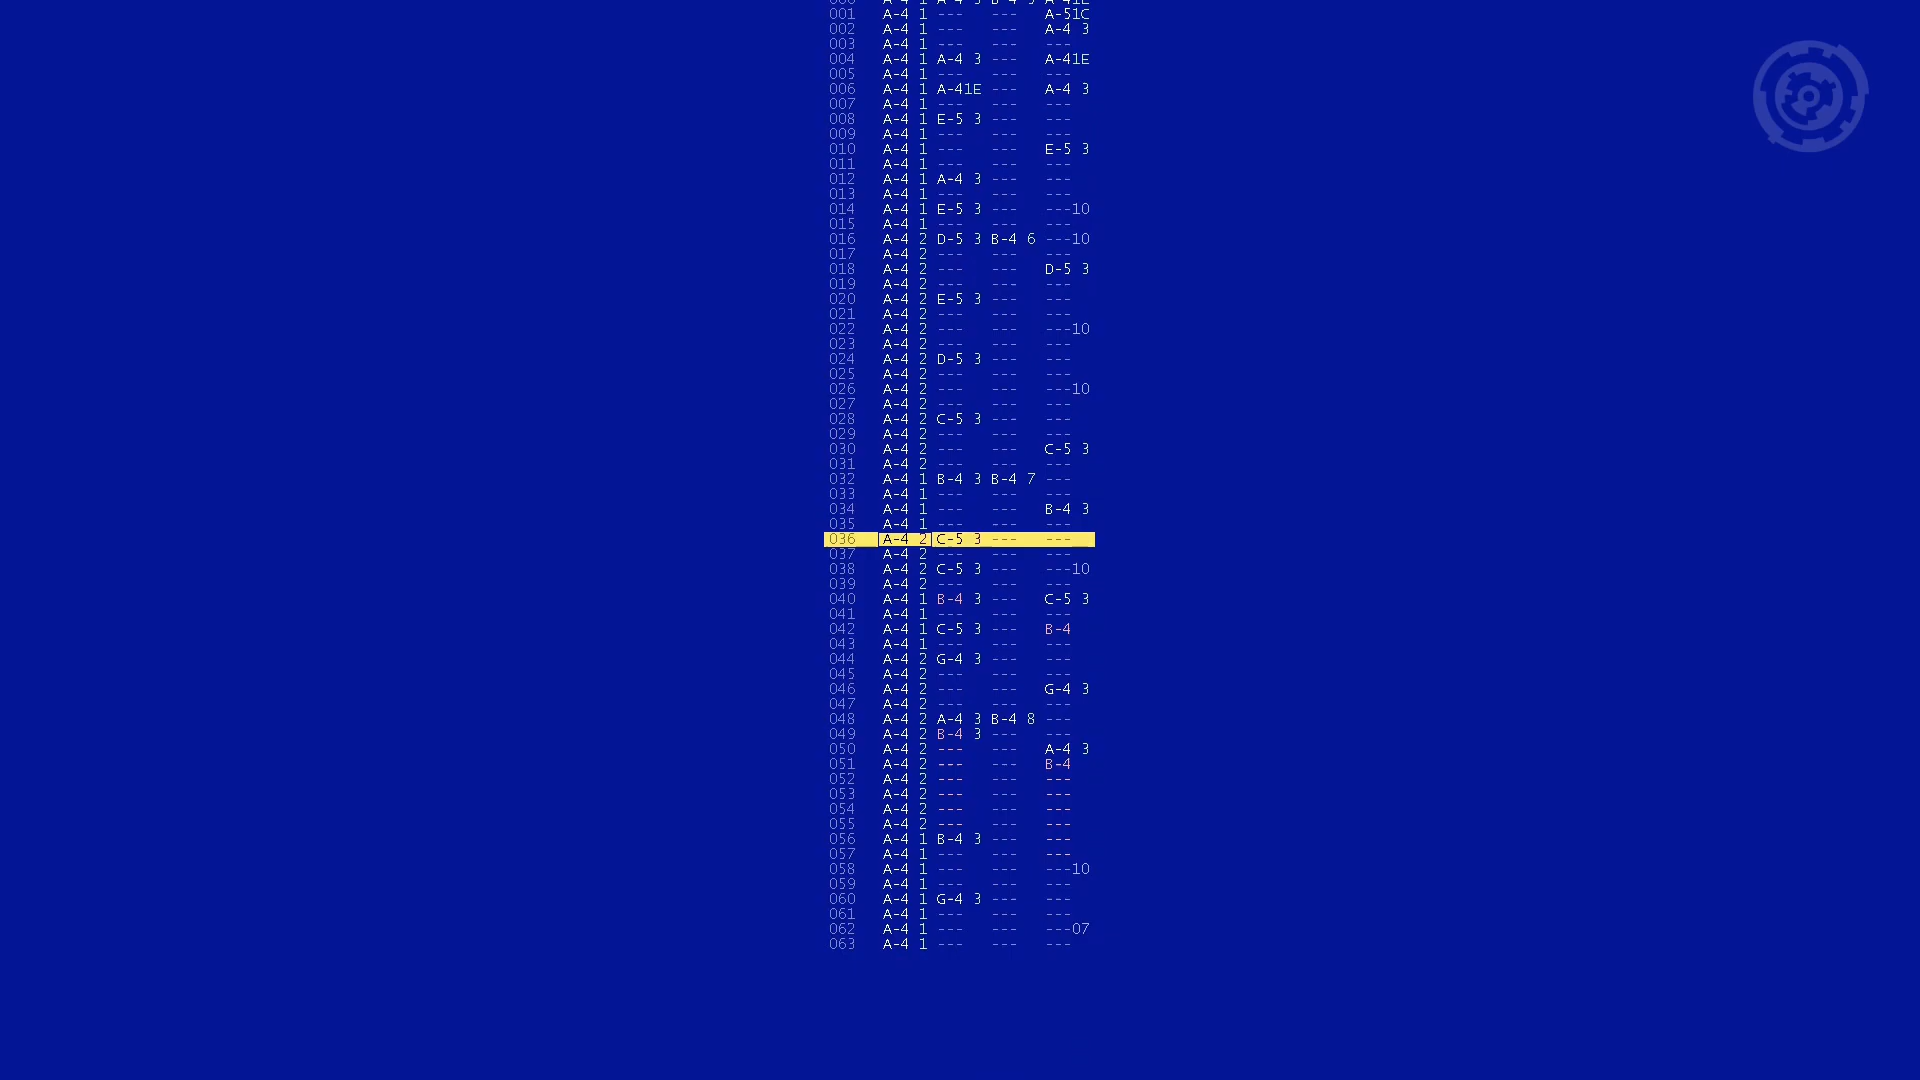 000 A-4 1 A-4 3 B-4 5 A-41E
001 A-4 1 --- --- A-51C
002 A-4 1 --- --- A-4 3
003 A-4 1 --- --- ---
004 A-4 1 A-4 3 --- A-41E
005 A-4 1 --- --- ---
006 A-4 1 A-41E --- A-4 3
007 A-4 1 --- --- ---
008 A-4 1 E-5 3 --- ---
009 A-4 1 --- --- ---
010 A-4 1 --- --- E-5 3
011 A-4 1 --- --- ---
012 A-4 1 A-4 3 --- ---
013 A-4 1 --- --- ---
014 A-4 1 E-5 3 --- ---10
015 A-4 1 --- --- ---
016 A-4 2 D-5 3 B-4 6 ---10
017 A-4 2 --- --- ---
018 A-4 2 --- --- D-5 3
019 A-4 2 --- --- ---
020 A-4 2 E-5 3 --- ---
021 A-4 2 --- --- ---
022 A-4 2 --- --- ---10
023 A-4 2 --- --- ---
024 A-4 2 D-5 3 --- ---
025 A-4 2 --- --- ---
026 A-4 2 --- --- ---10
027 A-4 2 --- --- ---
028 A-4 2 C-5 3 --- ---
029 A-4 2 --- --- ---
030 A-4 2 --- --- C-5 3
031 A-4 2 --- --- ---
032 A-4 1 B-4 3 B-4 7 ---
033 A-4 1 --- --- ---
034 A-4 1 --- --- B-4 3
035 A-4 1 --- --- ---
036 A-4 2 C-5 3 --- ---
037 A-4 2 --- --- ---
038 A-4 2 C-5 3 --- ---10
039 A-4 2 --- --- ---
040 A-4 1 B-4 3 --- C-5 3
041 A-4 1 --- --- ---
042 A-4 1 C-5 3 --- B-4
043 A-4 1 --- --- ---
044 A-4 2 G-4 3 --- ---
045 A-4 2 --- --- ---
046 A-4 2 --- --- G-4 3
047 A-4 2 --- --- ---
048 A-4 2 A-4 3 B-4 8 ---
049 A-4 2 B-4 3 --- ---
050 A-4 2 --- --- A-4 3
051 A-4 2 --- --- B-4
052 A-4 2 --- --- ---
053 A-4 2 --- --- ---
054 A-4 2 --- --- ---
055 A-4 2 --- --- ---
056 A-4 1 B-4 3 --- ---
057 A-4 1 --- --- ---
058 A-4 1 --- --- ---10
059 A-4 1 --- --- ---
060 A-4 1 G-4 3 --- ---
061 A-4 1 --- --- ---
062 A-4 1 --- --- ---07
063 A-4 1 --- --- ---